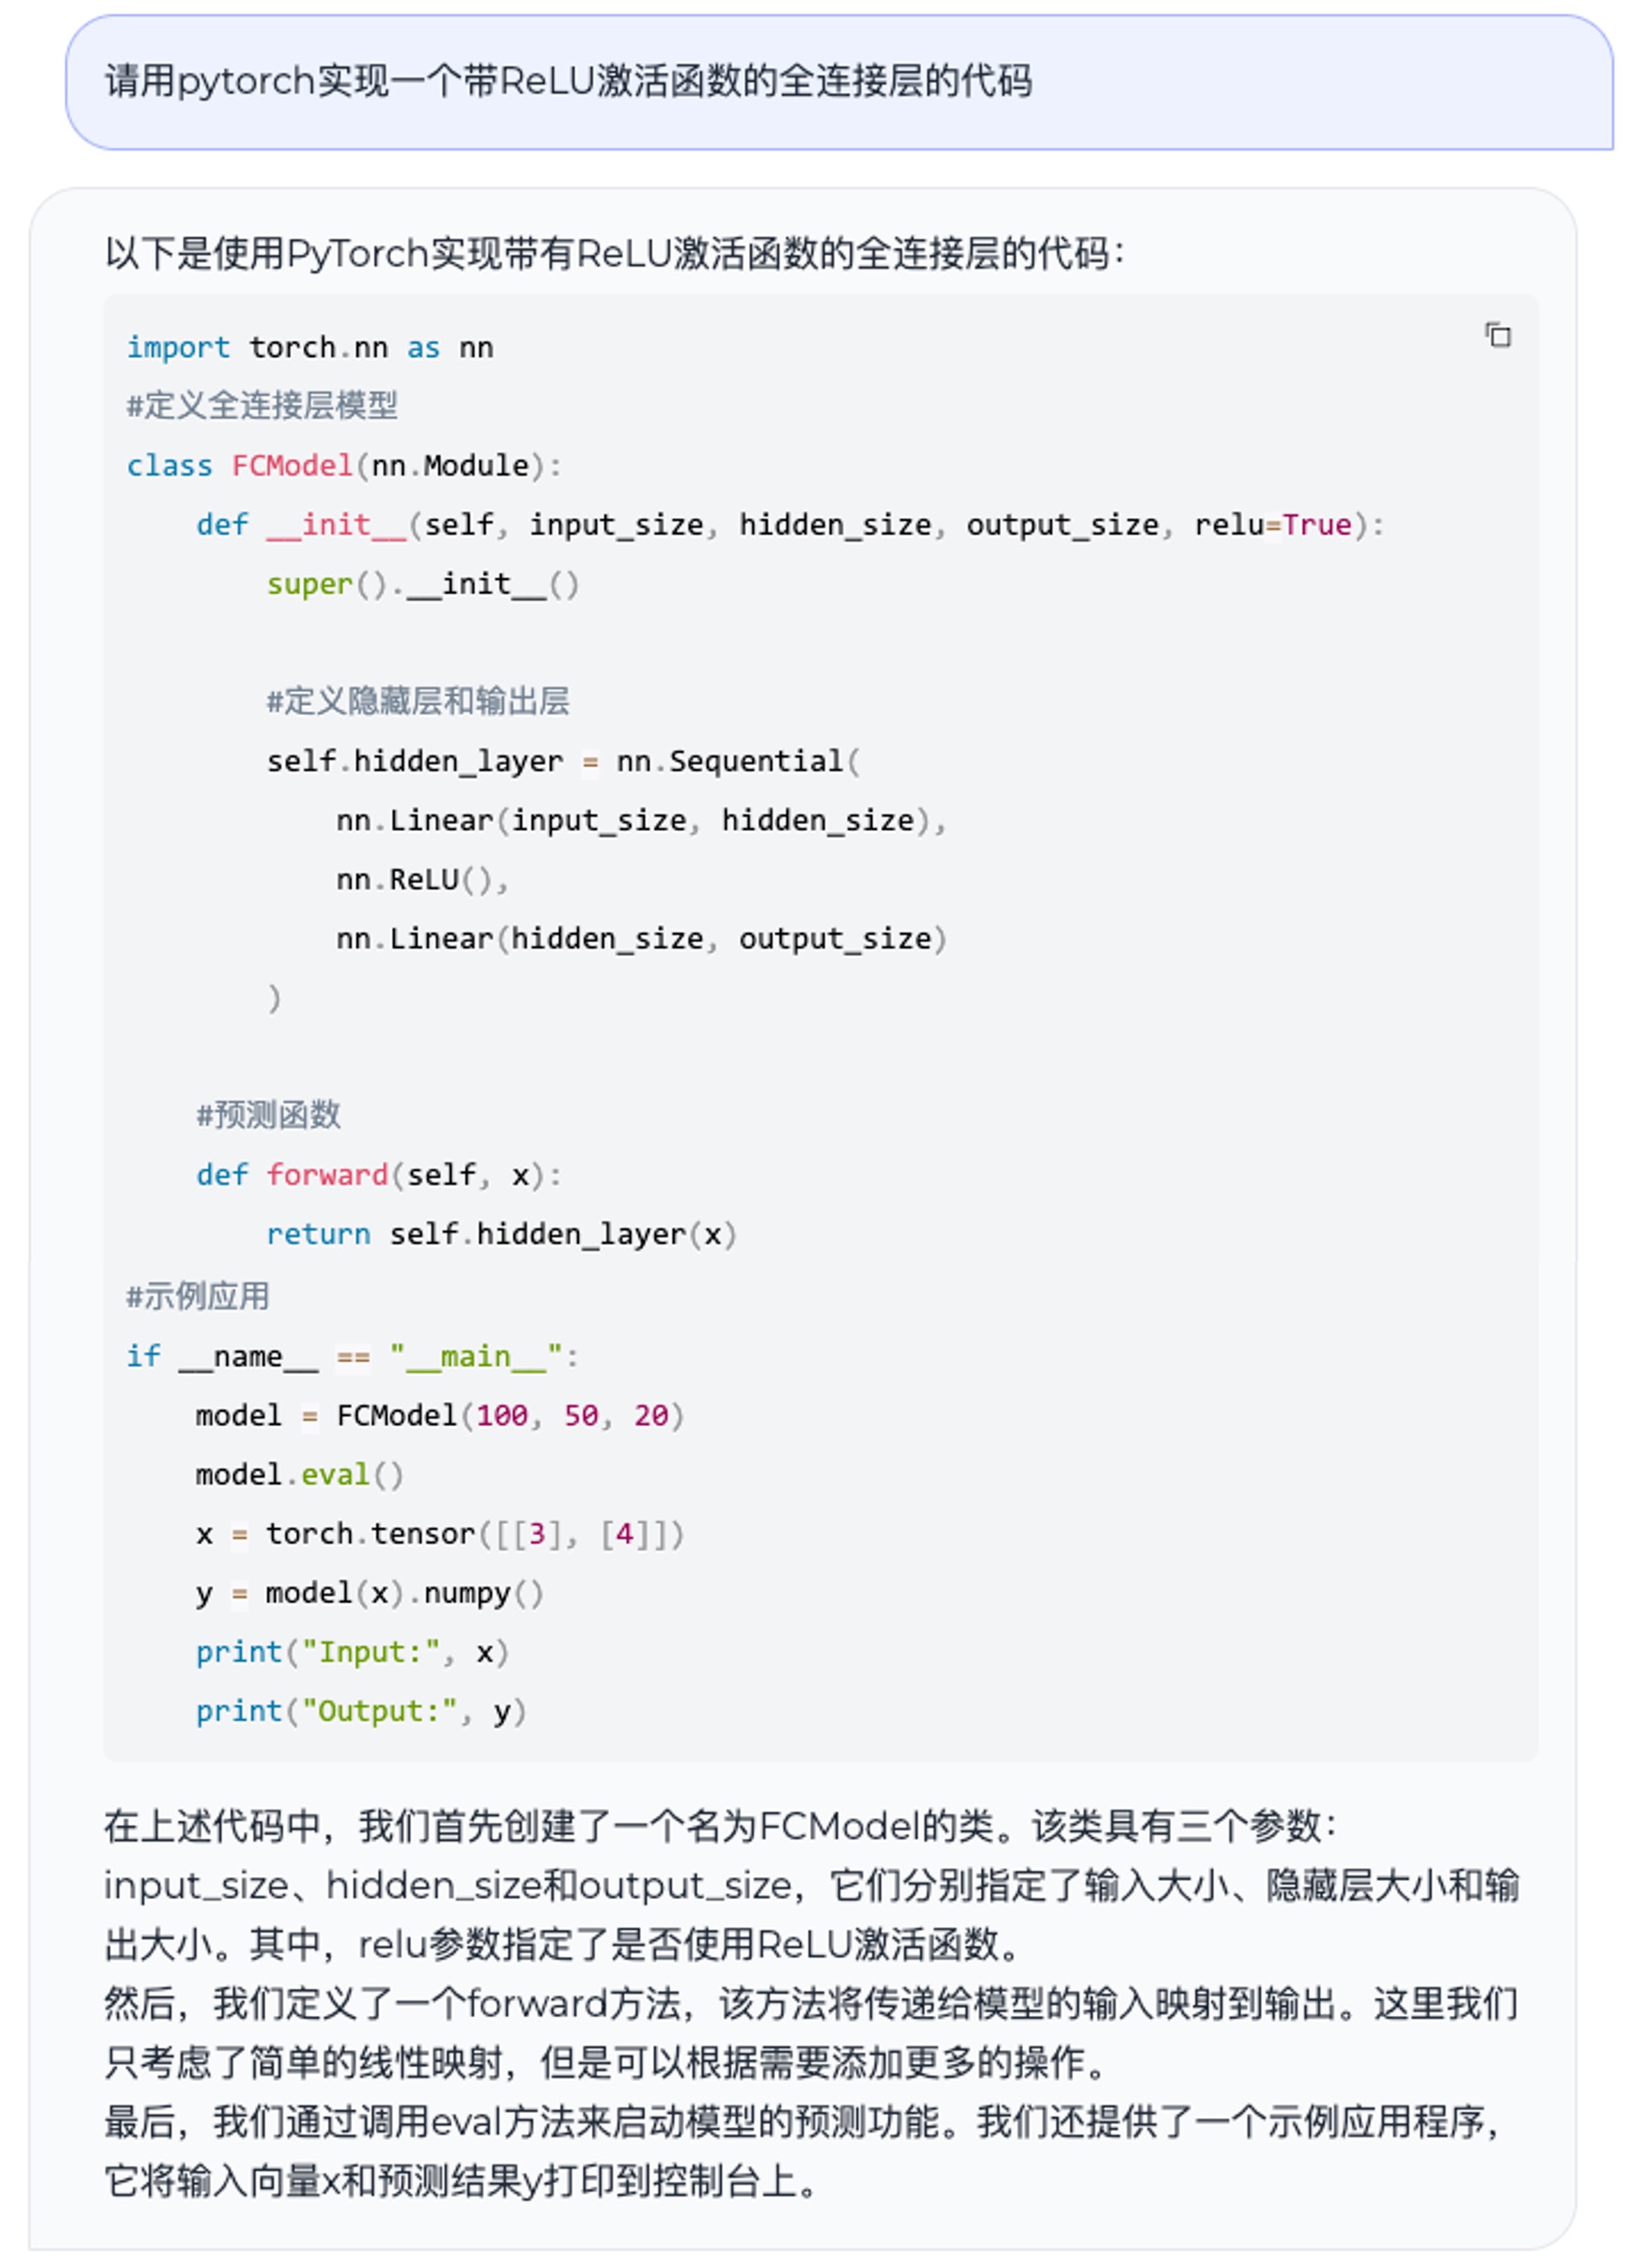 请用pytorch实现一个带ReLU激活函数的全连接层的代码
以下是使用PyTorch实现带有ReLU激活函数的全连接层的代码：
import torch.nn as nn
#定义全连接层模型
class FCModel(nn.Module):
    def __init__(self, input_size, hidden_size, output_size, relu=True):
        super().__init__()
        #定义隐藏层和输出层
        self.hidden_layer = nn.Sequential(
            nn.Linear(input_size, hidden_size),
            nn.ReLU(),
            nn.Linear(hidden_size, output_size)
        )
    #预测函数
    def forward(self, x):
        return self.hidden_layer(x)
#示例应用
if __name__ == "__main__":
    model = FCModel(100, 50, 20)
    model.eval()
    x = torch.tensor([[3], [4]])
    y = model(x).numpy()
    print("Input:", x)
    print("Output:", y)
在上述代码中，我们首先创建了一个名为FCModel的类。该类具有三个参数：
input_size、hidden_size和output_size，它们分别指定了输入大小、隐藏层大小和输
出大小。其中，relu参数指定了是否使用ReLU激活函数。
然后，我们定义了一个forward方法，该方法将传递给模型的输入映射到输出。这里我们
只考虑了简单的线性映射，但是可以根据需要添加更多的操作。
最后，我们通过调用eval方法来启动模型的预测功能。我们还提供了一个示例应用程序，
它将输入向量x和预测结果y打印到控制台上。